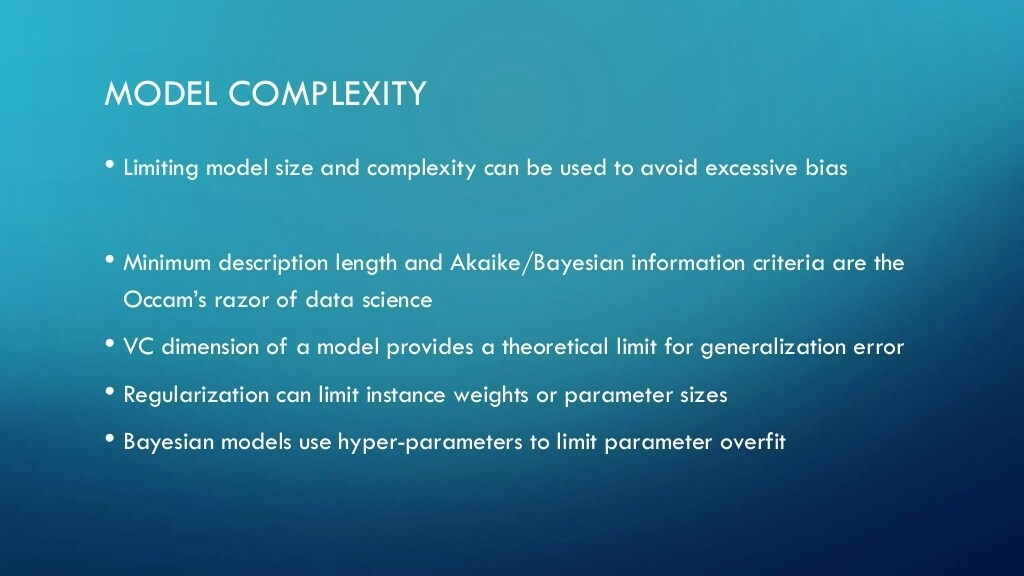 MODEL COMPLEXITY
• Limiting model size and complexity can be used to avoid excessive bias
• Minimum description length and Akaike/Bayesian information criteria are the
Occam’s razor of data science
• VC dimension of a model provides a theoretical limit for generalization error
• Regularization can limit instance weights or parameter sizes
• Bayesian models use hyper-parameters to limit parameter overfit